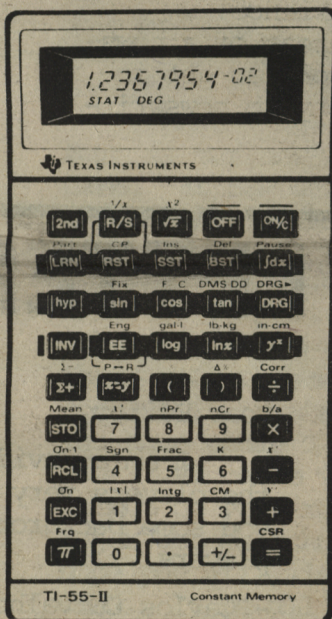 1.2367954-02
STAT DEG
TEXAS INSTRUMENTS
1/x x²
2nd R/S √x OFF ON/C
Part CP Ins Del Pause
LRN RST SST BST ∫dx
Fix F-C DMS-DD DRG▶
hyp sin cos tan DRG
Eng gal-l lb-kg in-cm
INV EE log lnx yˣ
Σ- P↔R Δ% Corr
Σ+ x⇄y ( ) ÷
Mean nPr nCr b/a
STO 7 8 9 ×
σn-1 Sgn Frac K x'
RCL 4 5 6 −
σn |x| Intg CM y'
EXC 1 2 3 +
Frq CSR
π 0 . +/− =
TI-55-II Constant Memory